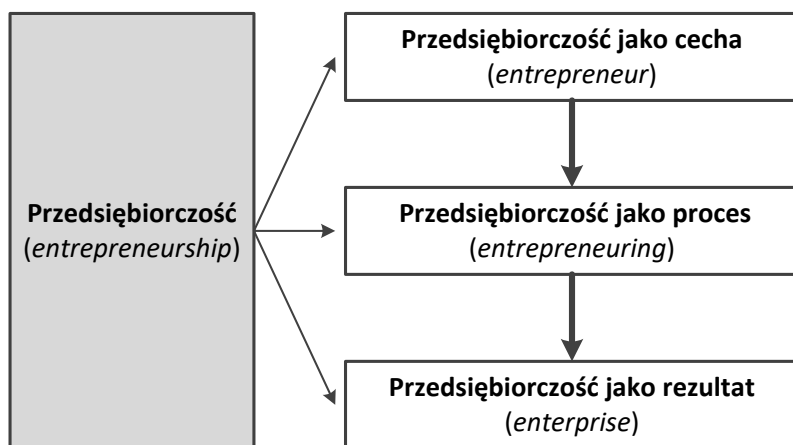 Przedsiębiorczość
(entrepreneurship)
Przedsiębiorczość jako cecha
(entrepreneur)
Przedsiębiorczość jako proces
(entrepreneuring)
Przedsiębiorczość jako rezultat
(enterprise)